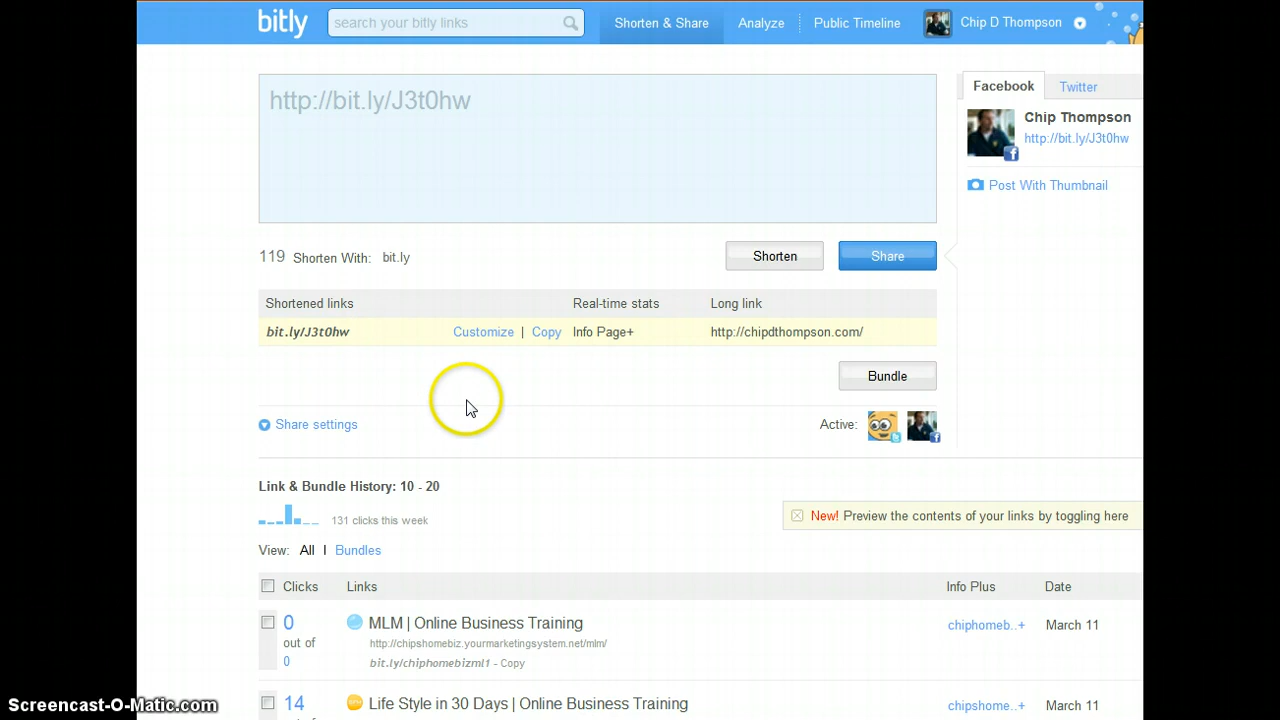 bitly search your bitly links Shorten & Share Analyze Public Timeline Chip D Thompson
http://bit.ly/J3t0hw
Facebook Twitter
Chip Thompson
http://bit.ly/J3t0hw
Post With Thumbnail
119 Shorten With: bit.ly Shorten Share
Shortened links Real-time stats Long link
bit.ly/J3t0hw Customize | Copy Info Page+ http://chipdthompson.com/
Bundle
Share settings Active:
Link & Bundle History: 10 - 20
131 clicks this week
New! Preview the contents of your links by toggling here
View: All | Bundles
Clicks Links Info Plus Date
0 MLM | Online Business Training chiphomeb..+ March 11
out of http://chipshomebiz.yourmarketingsystem.net/mlm/
0 bit.ly/chiphomebizml1 - Copy
14 Life Style in 30 Days | Online Business Training chipshome..+ March 11
Screencast-O-Matic.com